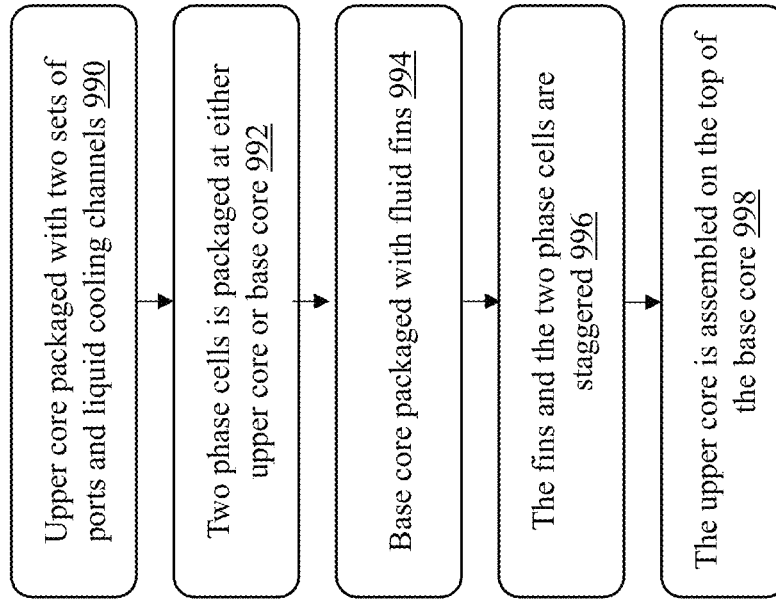 Upper core packaged with two sets of
ports and liquid cooling channels 990
Two phase cells is packaged at either
upper core or base core 992
Base core packaged with fluid fins 994
The fins and the two phase cells are
staggered 996
The upper core is assembled on the top of
the base core 998